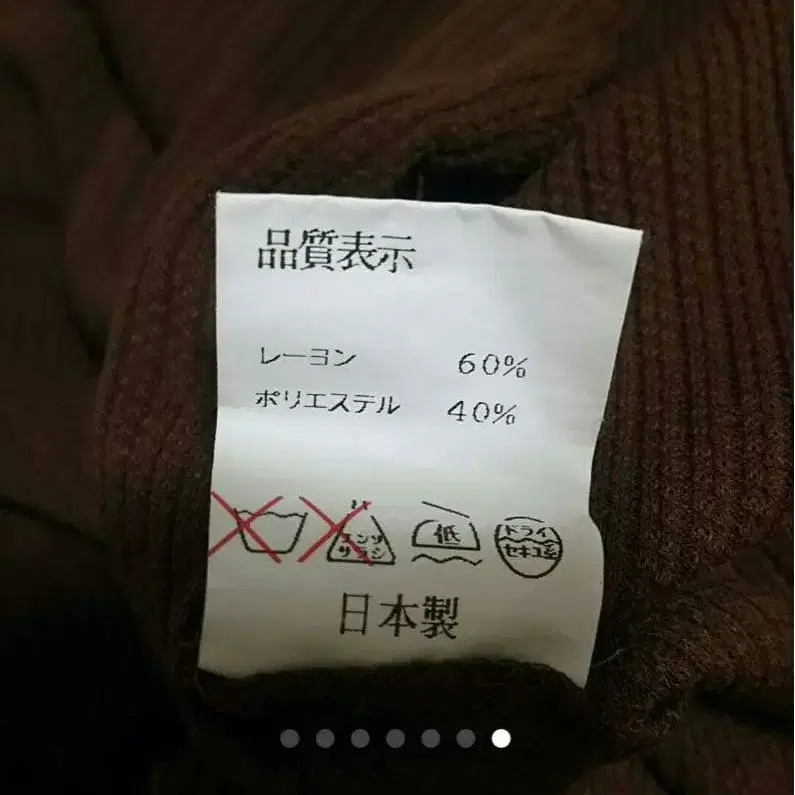 品質表示
レーヨン 60%
ポリエステル 40%
エンソ サラシ 低 ドライ セキユ系
日本製